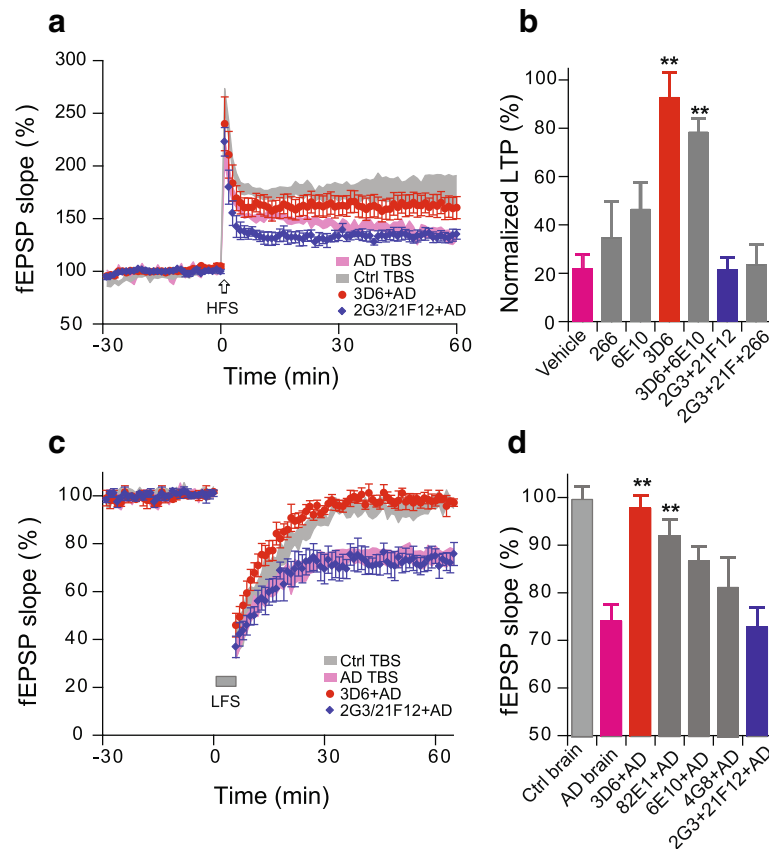 a
fEPSP slope (%)
300
250
200
150
100
50
-30
0
30
60
HFS
AD TBS
Ctrl TBS
3D6+AD
2G3/21F12+AD
Time (min)
b
Normalized LTP (%)
100
80
60
40
20
0
**
**
Vehicle
266
6E10
3D6
3D6+6E10
2G3+21F12
2G3+21F+266
c
fEPSP slope (%)
100
80
60
40
20
0
-30
0
30
60
LFS
Ctrl TBS
AD TBS
3D6+AD
2G3/21F12+AD
Time (min)
d
fEPSP slope (%)
100
90
80
70
60
50
**
**
Ctrl brain
AD brain
3D6+AD
82E1+AD
6E10+AD
4G8+AD
2G3+21F12+AD